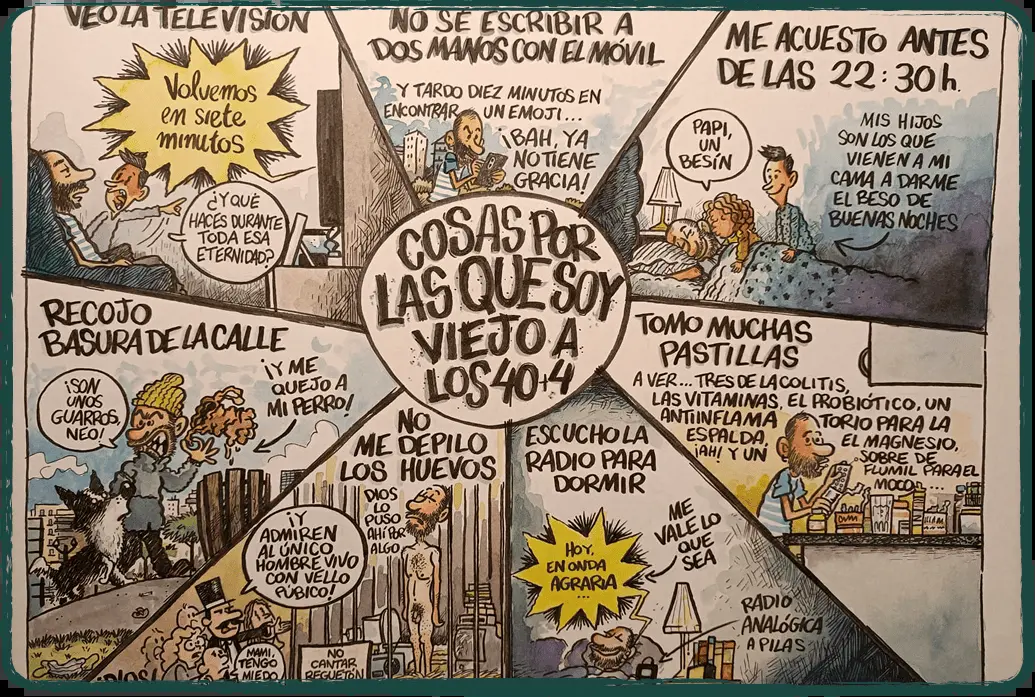 VEO LA TELEVISIÓN
Volvemos
en siete
minutos
¿Y QUÉ
HACES DURANTE
TODA ESA
ETERNIDAD?
NO SÉ ESCRIBIR A
DOS MANOS CON EL MÓVIL
Y TARDO DIEZ MINUTOS EN
ENCONTRAR UN EMOJI...
¡BAH, YA
NO TIENE
GRACIA!
ME ACUESTO ANTES
DE LAS 22:30h.
PAPI,
UN
BESÍN
MIS HIJOS
SON LOS QUE
VIENEN A MI
CAMA A DARME
EL BESO DE
BUENAS NOCHES
COSAS POR
LAS QUE SOY
VIEJO A
LOS 40+4
RECOJO
BASURA DE LA CALLE
¡SON
UNOS
GUARROS,
NEO!
¡Y ME
QUEJO A
MI PERRO!
NO
ME DEPILO
LOS HUEVOS
DIOS
LO
PUSO
AHÍ POR
ALGO
¡Y
ADMIREN
AL ÚNICO
HOMBRE VIVO
CON VELLO
PÚBICO!
¡DIOS!
MAMI,
TENGO
MIEDO
NO
CANTAR
REGUETÓN
ESCUCHO LA
RADIO PARA
DORMIR
HOY,
EN ONDA
AGRARIA
...
ME
VALE LO
QUE
SEA
RADIO
ANALÓGICA
A PILAS
TOMO MUCHAS
PASTILLAS
A VER... TRES DE LA COLITIS,
LAS VITAMINAS, EL PROBIÓTICO, UN
ANTIINFLAMATORIO PARA LA
ESPALDA, EL MAGNESIO,
¡AH! Y UN SOBRE DE
FLUMIL PARA EL
MOCO...